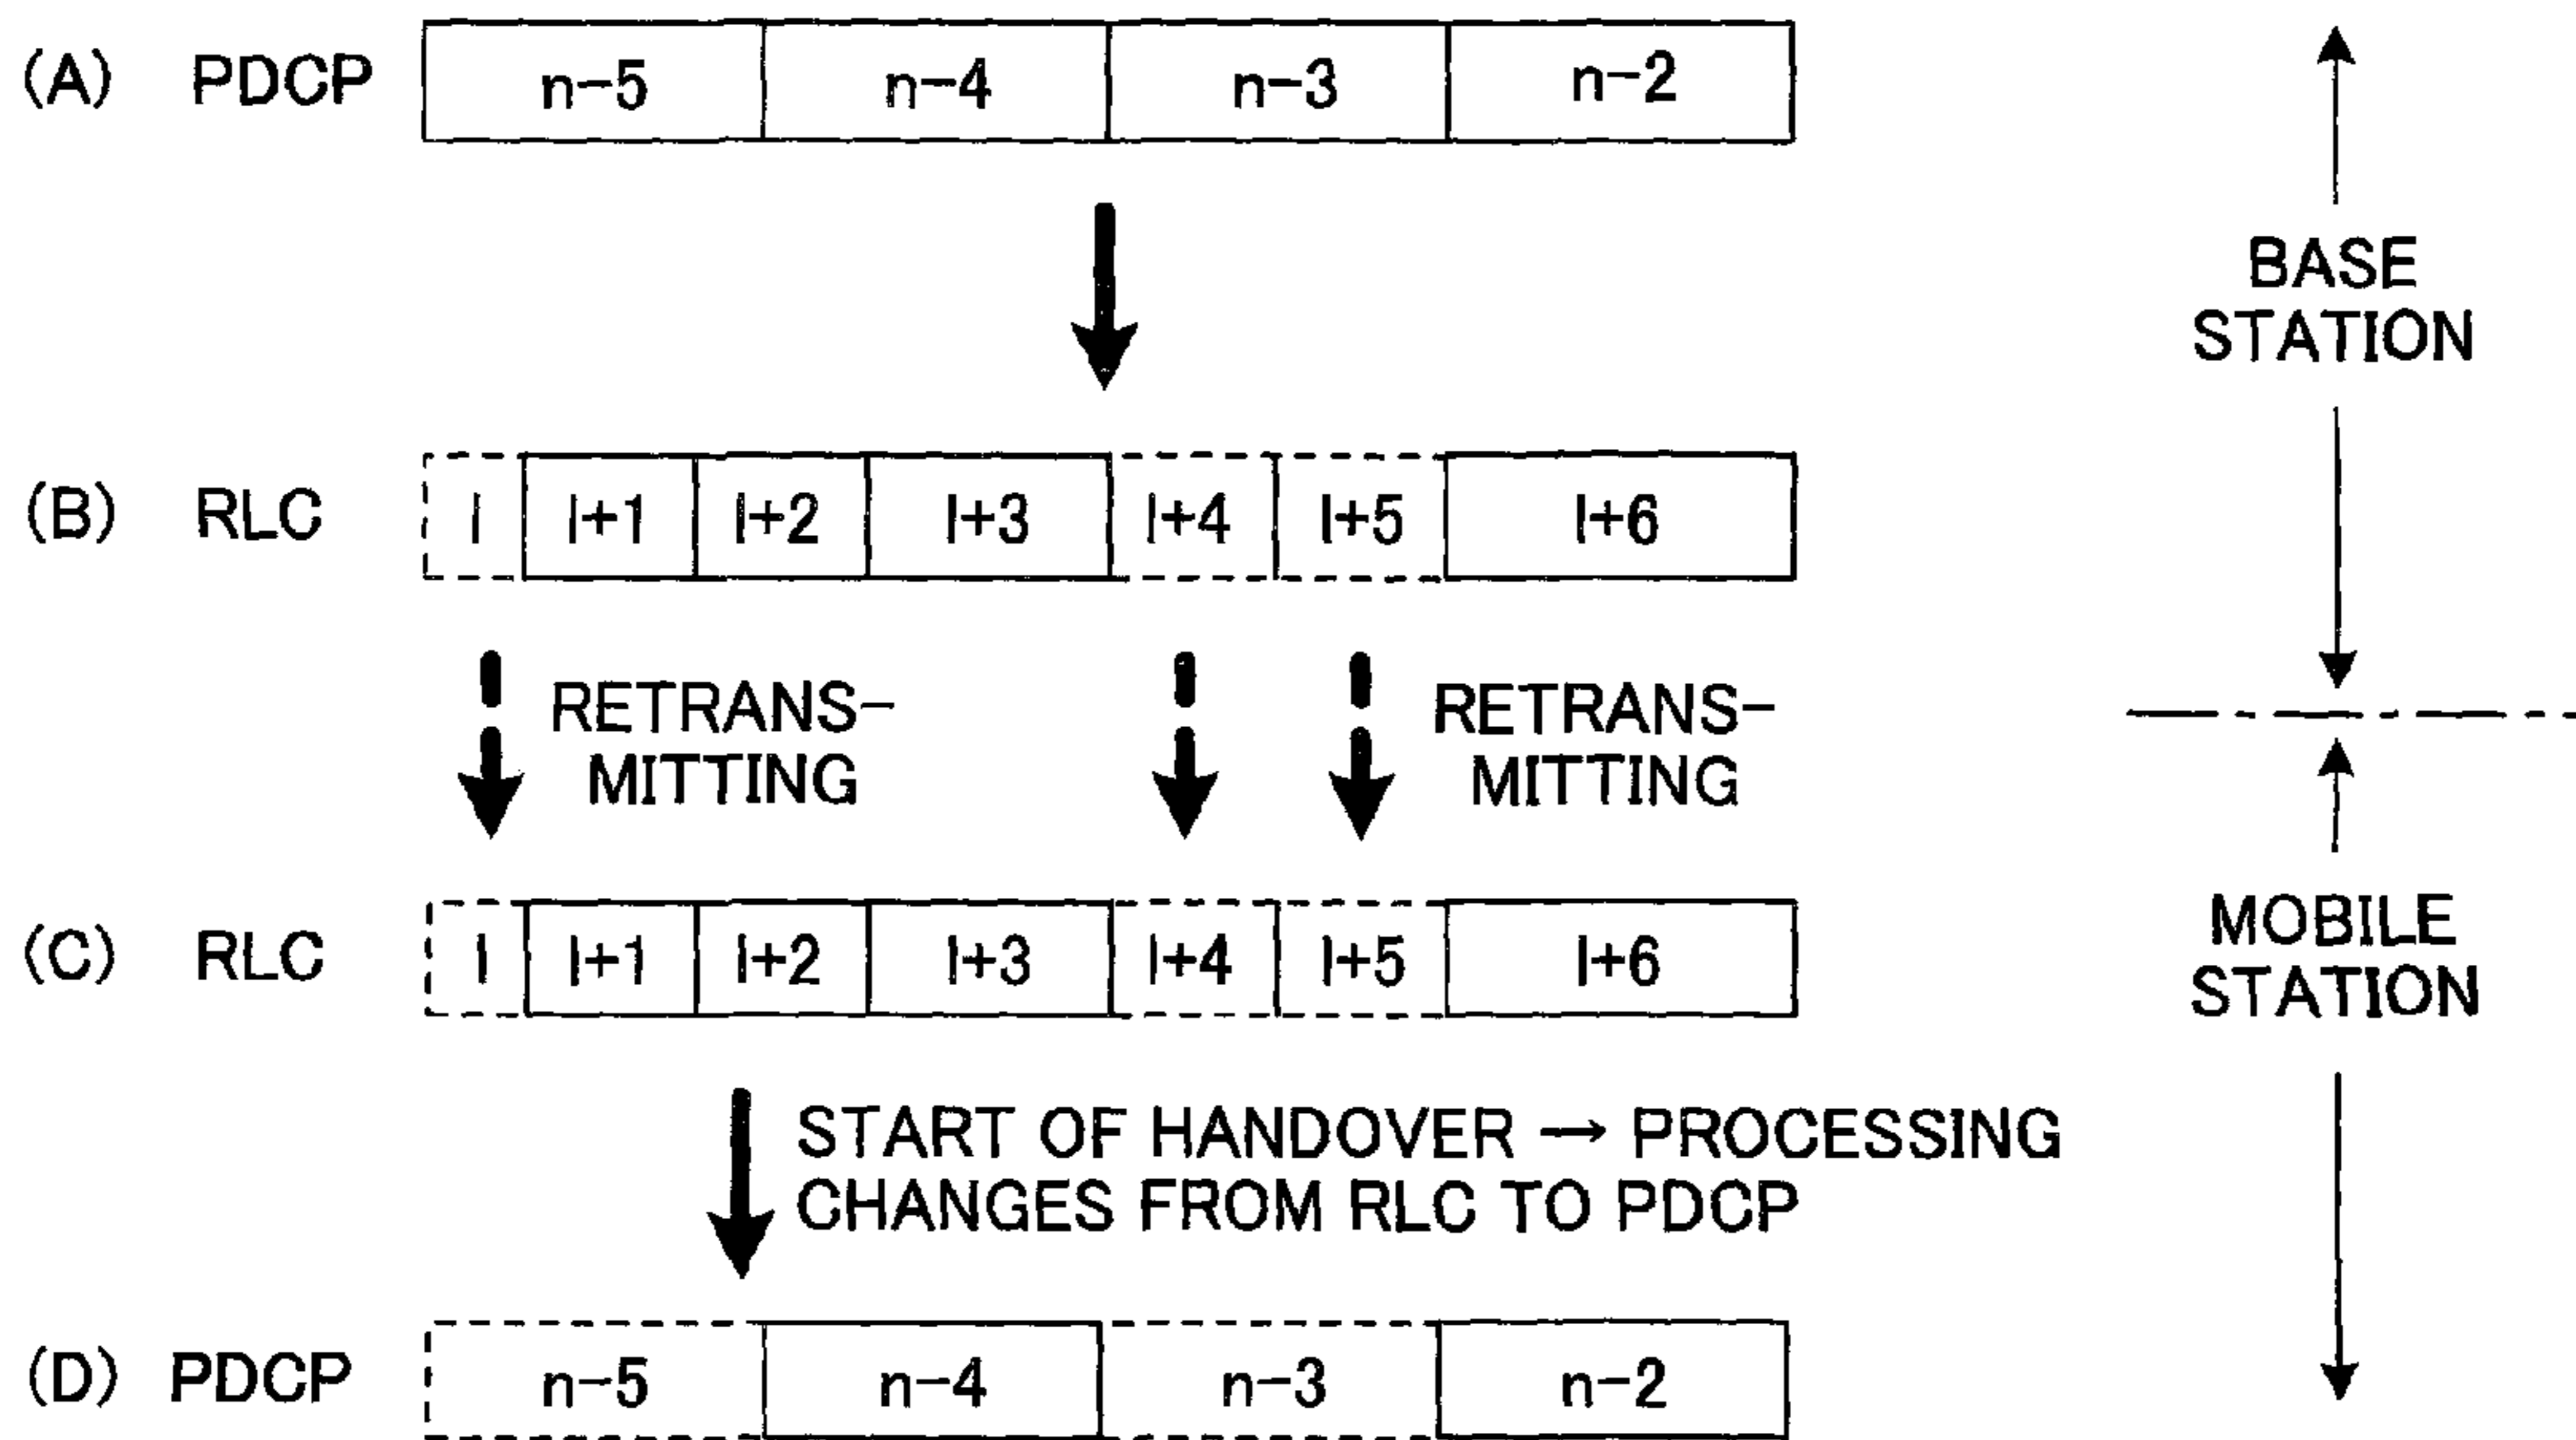 (A) PDCP n-5 n-4 n-3 n-2
BASE
STATION
(B) RLC l l+1 l+2 l+3 l+4 l+5 l+6
RETRANS-
MITTING
RETRANS-
MITTING
(C) RLC l l+1 l+2 l+3 l+4 l+5 l+6
MOBILE
STATION
START OF HANDOVER → PROCESSING
CHANGES FROM RLC TO PDCP
(D) PDCP n-5 n-4 n-3 n-2